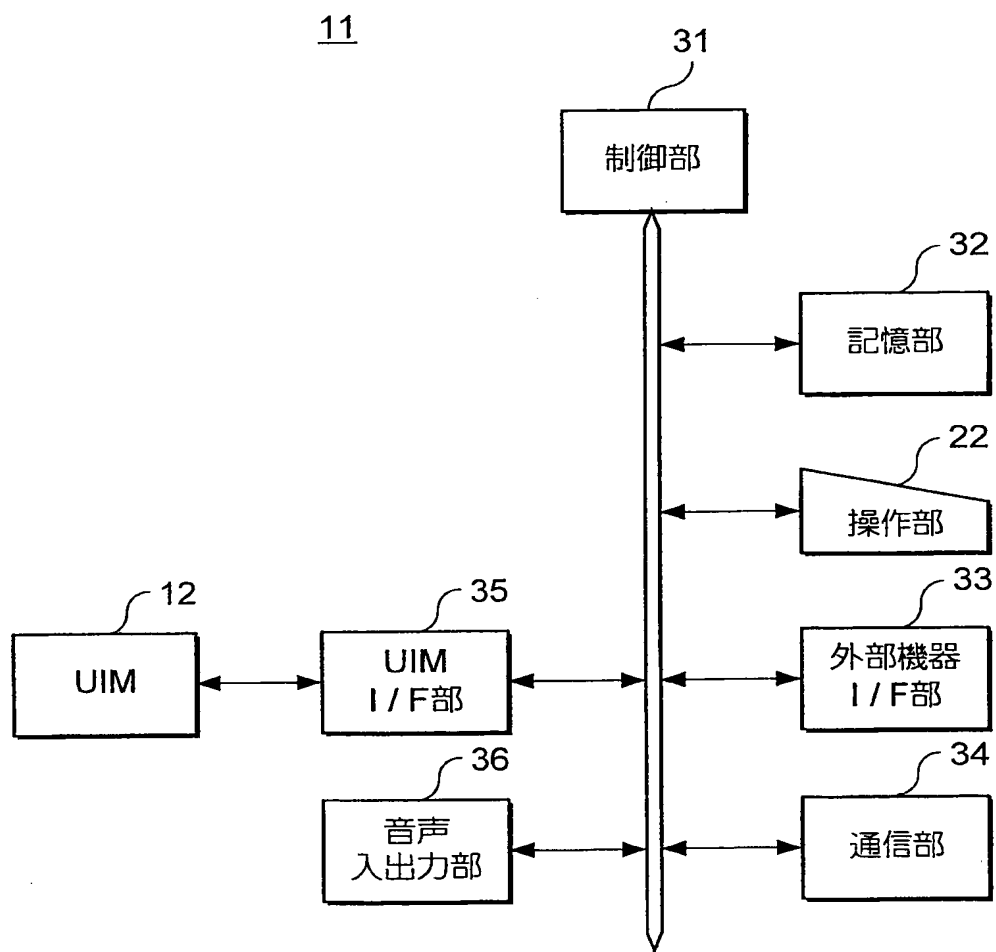 11
31
制御部
32
記憶部
22
操作部
12
UIM
35
UIM
I/F部
33
外部機器
I/F部
36
音声
入出力部
34
通信部